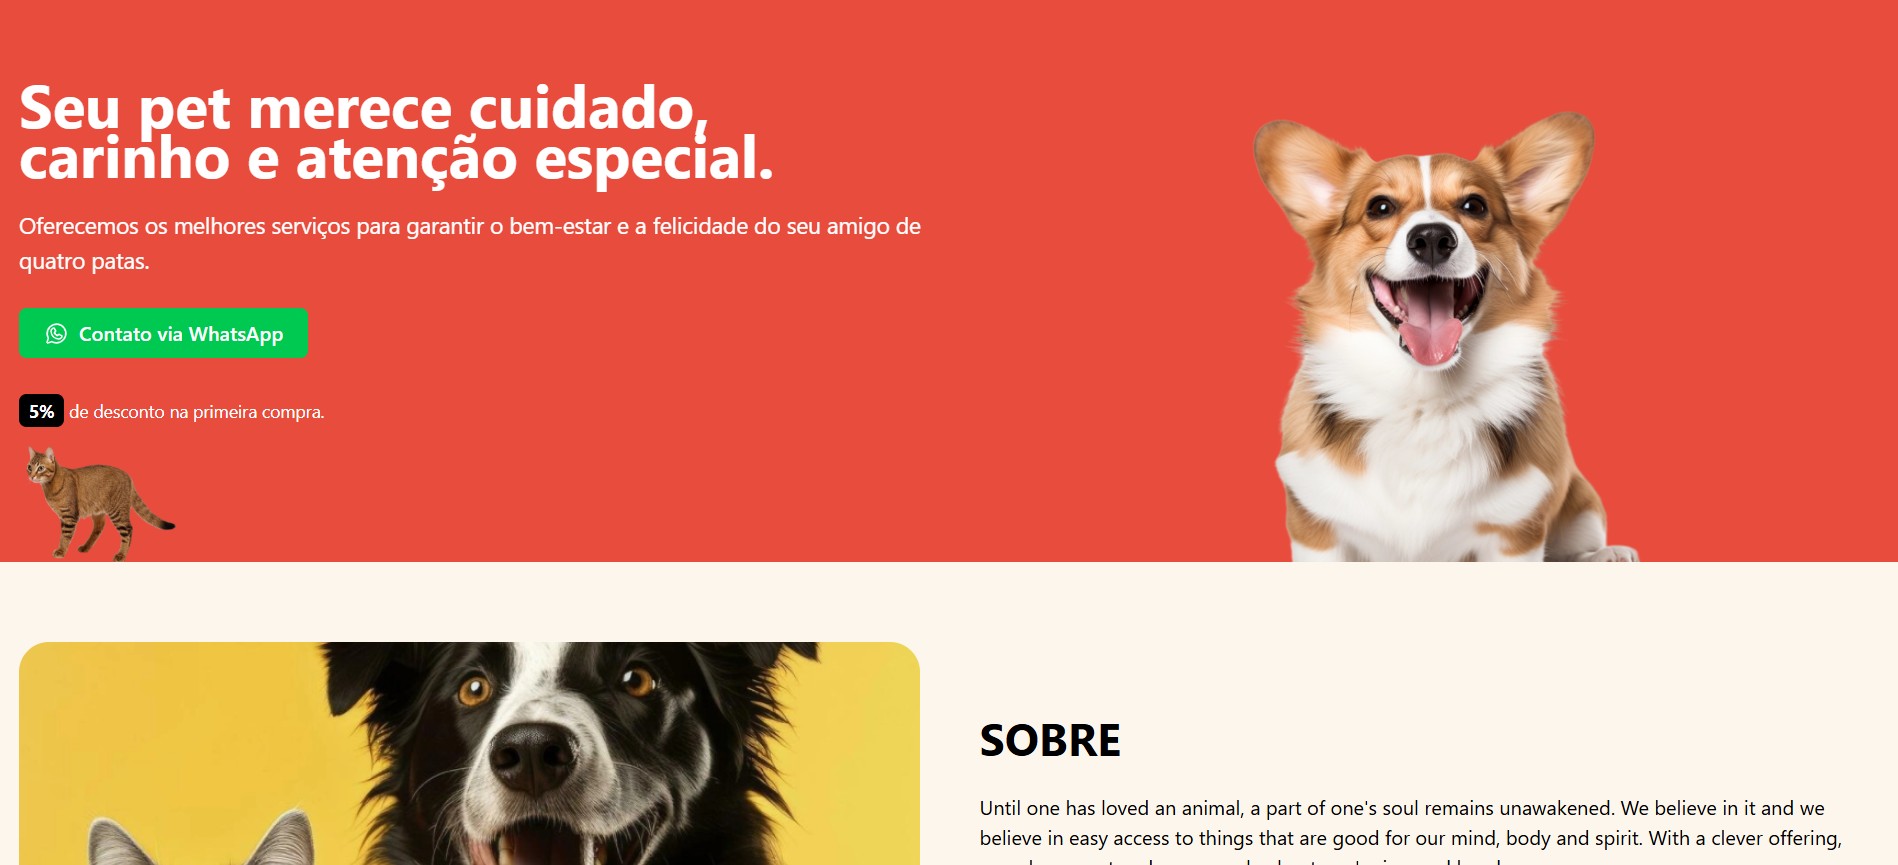 Seu pet merece cuidado,
carinho e atenção especial.
Oferecemos os melhores serviços para garantir o bem-estar e a felicidade do seu amigo de
quatro patas.
Contato via WhatsApp
5% de desconto na primeira compra.
SOBRE
Until one has loved an animal, a part of one's soul remains unawakened. We believe in it and we
believe in easy access to things that are good for our mind, body and spirit. With a clever offering,